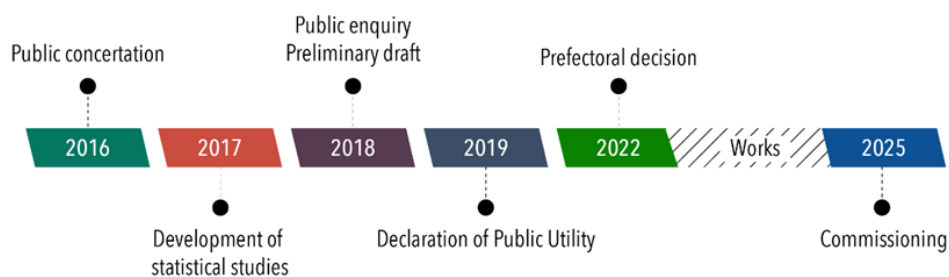 Public concertation
Public enquiry
Preliminary draft
Prefectoral decision
2016
2017
2018
2019
2022
Works
2025
Development of
statistical studies
Declaration of Public Utility
Commissioning